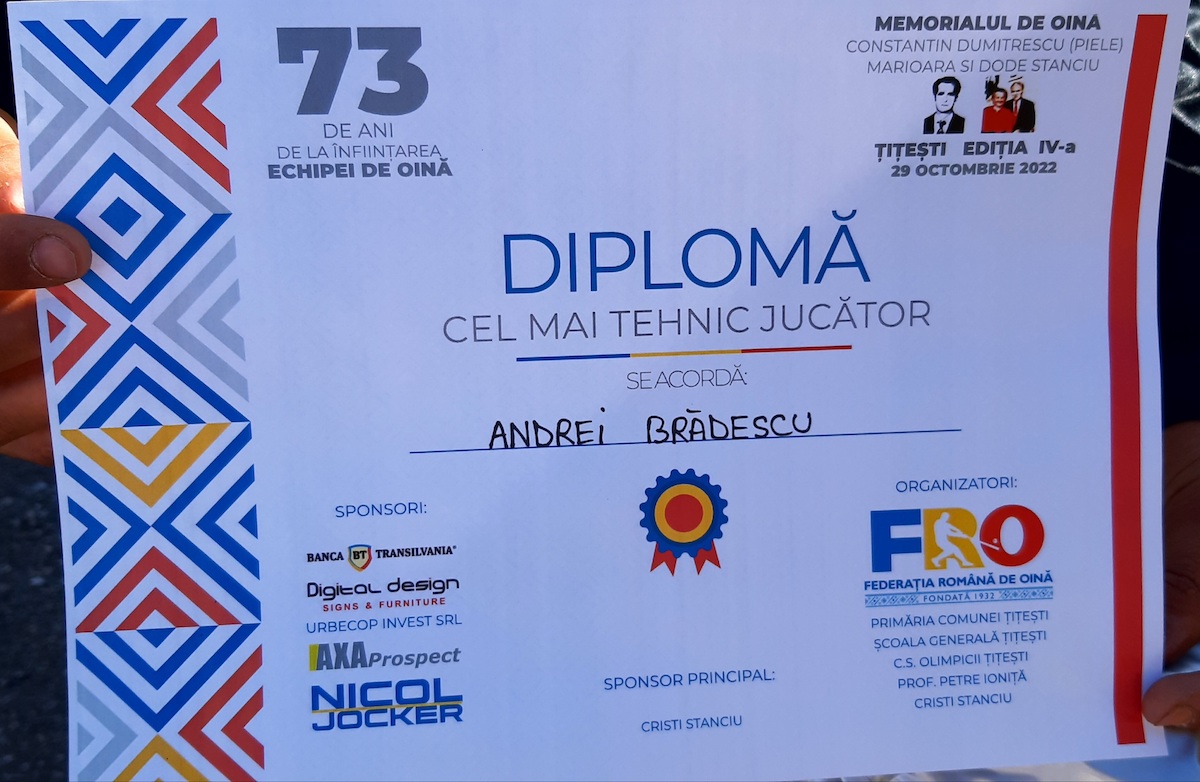 73
DE ANI
DE LA ÎNFIINȚAREA
ECHIPEI DE OINĂ
MEMORIALUL DE OINA
CONSTANTIN DUMITRESCU (PIELE)
MARIOARA SI DODE STANCIU
ȚIȚEȘTI EDIȚIA IV-a
29 OCTOMBRIE 2022
DIPLOMĂ
CEL MAI TEHNIC JUCĂTOR
SE ACORDĂ:
ANDREI BRĂDESCU
SPONSORI:
BANCA BT TRANSILVANIA®
Digital design
SIGNS & FURNITURE
URBECOP INVEST SRL
AXA Prospect
NICOL
JOCKER
SPONSOR PRINCIPAL:
CRISTI STANCIU
ORGANIZATORI:
FRO
FEDERAȚIA ROMÂNĂ DE OINĂ
FONDATĂ 1932
PRIMĂRIA COMUNEI ȚIȚEȘTI
ȘCOALA GENERALĂ ȚIȚEȘTI
C.S. OLIMPICII ȚIȚEȘTI
PROF. PETRE IONIȚĂ
CRISTI STANCIU